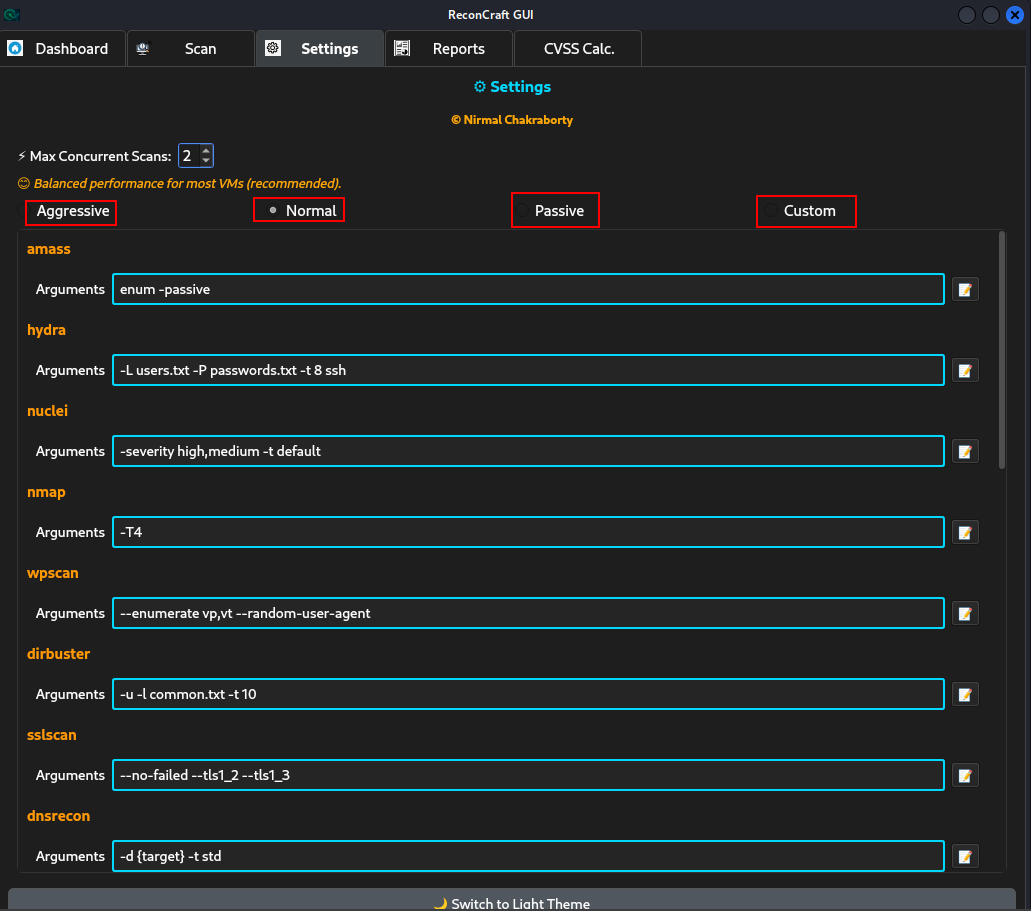 ReconCraft GUI
Dashboard Scan Settings Reports CVSS Calc.
⚙ Settings
© Nirmal Chakraborty
⚡ Max Concurrent Scans: 2
😊 Balanced performance for most VMs (recommended).
Aggressive Normal Passive Custom
amass
Arguments enum -passive
hydra
Arguments -L users.txt -P passwords.txt -t 8 ssh
nuclei
Arguments -severity high,medium -t default
nmap
Arguments -T4
wpscan
Arguments --enumerate vp,vt --random-user-agent
dirbuster
Arguments -u -l common.txt -t 10
sslscan
Arguments --no-failed --tls1_2 --tls1_3
dnsrecon
Arguments -d {target} -t std
🌙 Switch to Light Theme